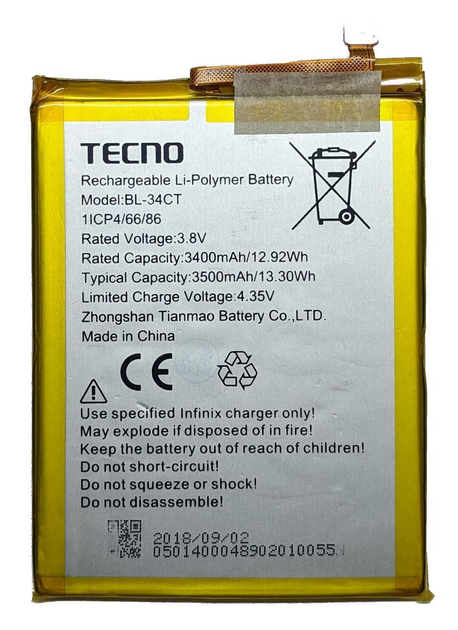 TECNO
Rechargeable Li-Polymer Battery
Model:BL-34CT
1ICP4/66/86
Rated Voltage:3.8V
Rated Capacity:3400mAh/12.92Wh
Typical Capacity:3500mAh/13.30Wh
Limited Charge Voltage:4.35V
Zhongshan Tianmao Battery Co.,LTD.
Made in China
CE
Use specified Infinix charger only!
May explode if disposed of in fire!
Keep the battery out of reach of children!
Do not short-circuit!
Do not squeeze or shock!
Do not disassemble!
2018/09/02
0501400048902010055N